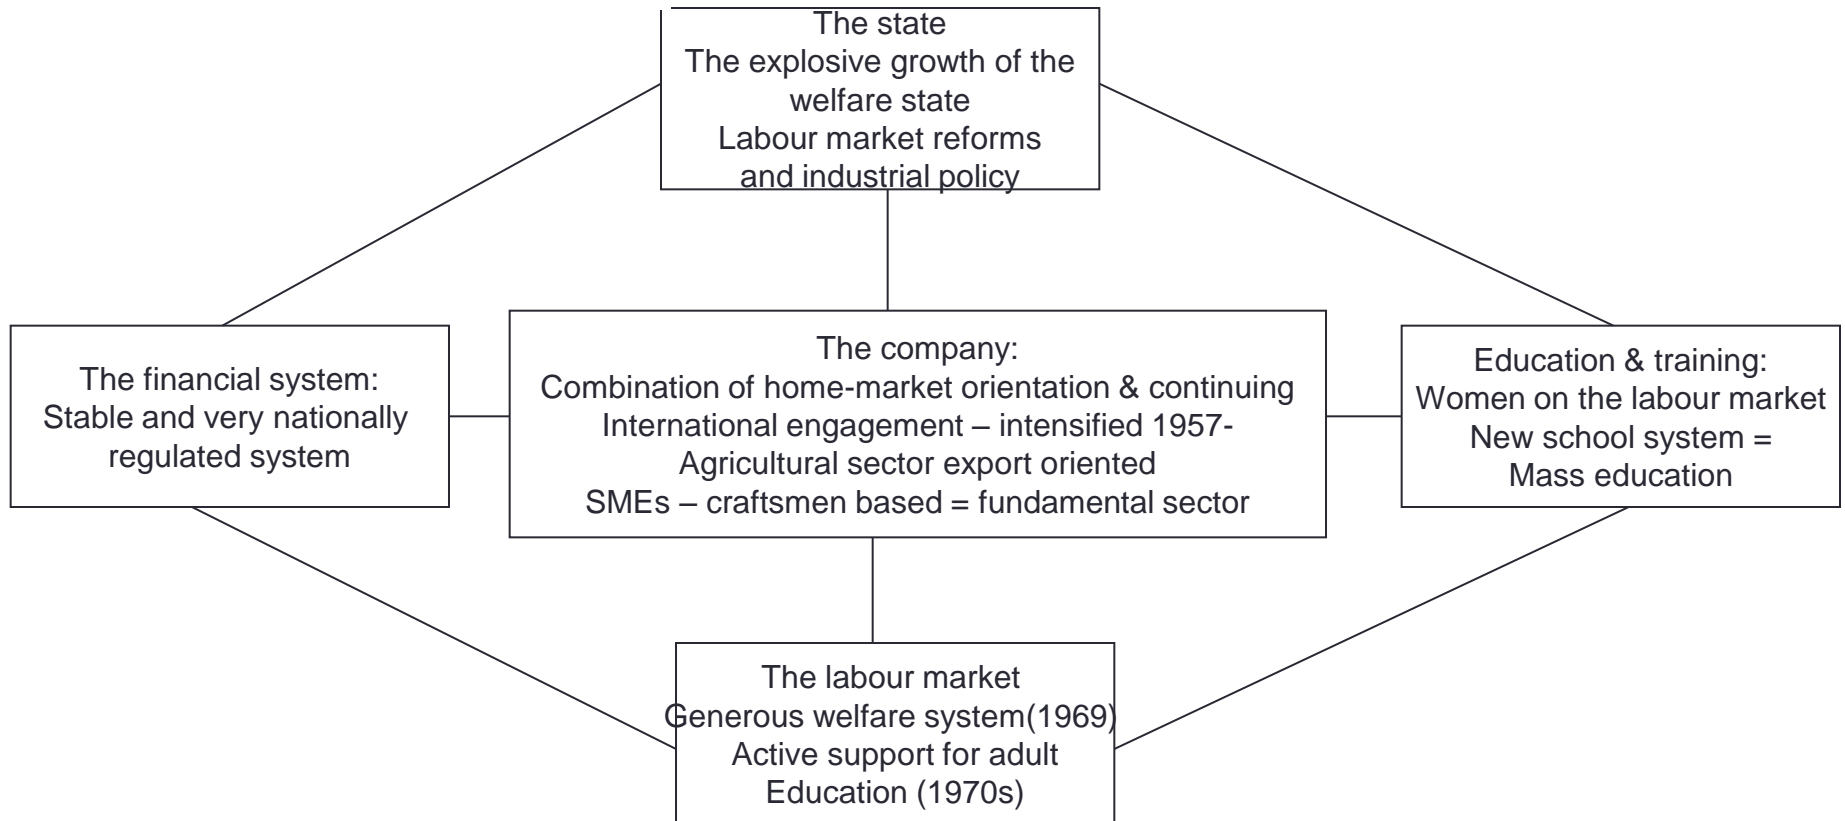 The state
The explosive growth of the
welfare state
Labour market reforms
and industrial policy
The financial system:
Stable and very nationally
regulated system
The company:
Combination of home-market orientation & continuing
International engagement – intensified 1957-
Agricultural sector export oriented
SMEs – craftsmen based = fundamental sector
Education & training:
Women on the labour market
New school system =
Mass education
The labour market
Generous welfare system(1969)
Active support for adult
Education (1970s)